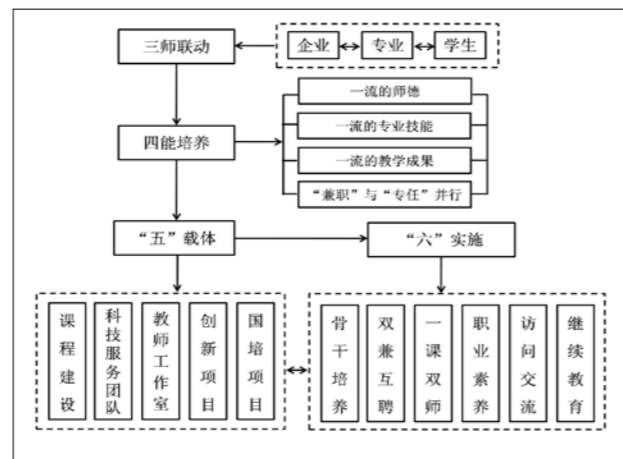 三师联动
企业
专业
学生
一流的师德
一流的专业技能
四能培养
一流的教学成果
“兼职”与“专任”并行
“五”载体
“六”实施
课程建设
科技服务团队
教师工作室
创新项目
国培项目
骨干培养
双兼互聘
一课双师
职业素养
访问交流
继续教育